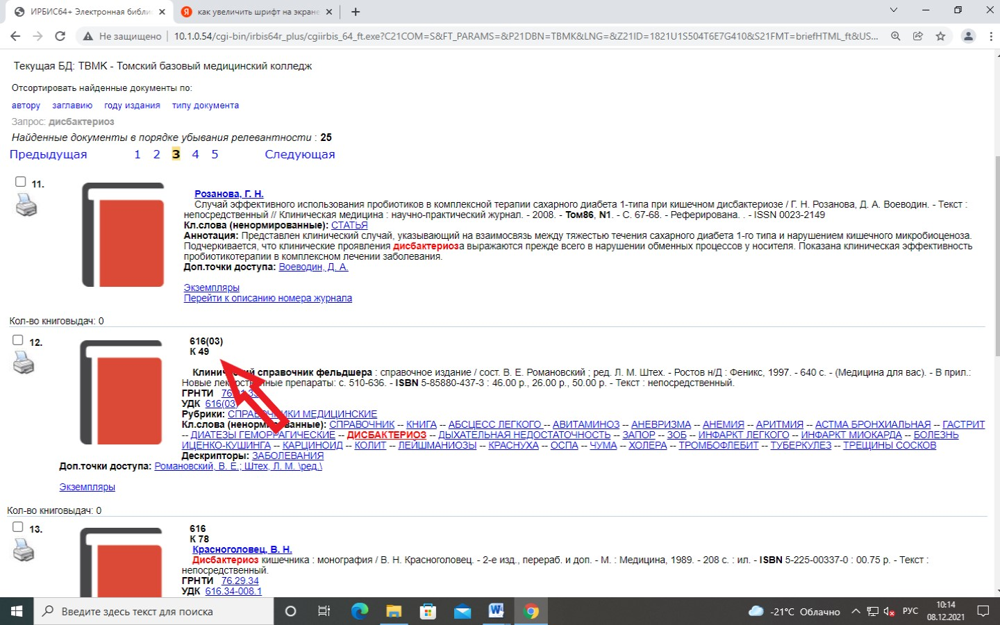 ИРБИС64+ Электронная библи
как увеличить шрифт на экране
Не защищено
10.1.0.54/cgi-bin/irbis64r_plus/cgiirbis_64_ft.exe?C21COM=S&FT_PARAMS=&P21DBN=TBMK&LNG=&Z21ID=1821U1S504T6E7G410&S21FMT=briefHTML_ft&US...
Текущая БД: TBMK - Томский базовый медицинский колледж
Отсортировать найденные документы по:
автору заглавию году издания типу документа
Запрос: дисбактериоз
Найденные документы в порядке убывания релевантности : 25
Предыдущая 1 2 3 4 5 Следующая
11.
Розанова, Г. Н.
Случай эффективного использования пробиотиков в комплексной терапии сахарного диабета 1-типа при кишечном дисбактериозе / Г. Н. Розанова, Д. А. Воеводин. - Текст :
непосредственный // Клиническая медицина : научно-практический журнал. - 2008. - Том86, N1. - С. 67-68. - Реферирована. . - ISSN 0023-2149
Кл.слова (ненормированные): СТАТЬЯ
Аннотация: Представлен клинический случай, указывающий на взаимосвязь между тяжестью течения сахарного диабета 1-го типа и нарушением кишечного микробиоценоза.
Подчеркивается, что клинические проявления дисбактериоза выражаются прежде всего в нарушении обменных процессов у носителя. Показана клиническая эффективность
пробиотикотерапии в комплексном лечении заболевания.
Доп.точки доступа: Воеводин, Д. А.
Экземпляры
Перейти к описанию номера журнала
Кол-во книговыдач: 0
12.
616(03)
К 49
Клинический справочник фельдшера : справочное издание / сост. В. Е. Романовский ; ред. Л. М. Штех. - Ростов н/Д : Феникс, 1997. - 640 с. - (Медицина для вас). - В прил.:
Новые лекарственные препараты: с. 510-636. - ISBN 5-85880-437-3 : 46.00 р., 26.00 р., 50.00 р. - Текст : непосредственный.
ГРНТИ
УДК 616(03)
Рубрики: СПРАВОЧНИКИ МЕДИЦИНСКИЕ
Кл.слова (ненормированные): СПРАВОЧНИК -- КНИГА -- АБСЦЕСС ЛЕГКОГО -- АВИТАМИНОЗ -- АНЕВРИЗМА -- АНЕМИЯ -- АРИТМИЯ -- АСТМА БРОНХИАЛЬНАЯ -- ГАСТРИТ
-- ДИАТЕЗЫ ГЕМОРРАГИЧЕСКИЕ -- ДИСБАКТЕРИОЗ -- ДЫХАТЕЛЬНАЯ НЕДОСТАТОЧНОСТЬ -- ЗАПОР -- ЗОБ -- ИНФАРКТ ЛЕГКОГО -- ИНФАРКТ МИОКАРДА -- БОЛЕЗНЬ
ИЦЕНКО-КУШИНГА -- КАРЦИНОИД -- КОЛИТ -- ЛЕЙШМАНИОЗЫ -- КРАСНУХА -- ОСПА -- ЧУМА -- ХОЛЕРА -- ТРОМБОФЛЕБИТ -- ТУБЕРКУЛЕЗ -- ТРЕЩИНЫ СОСКОВ
Дескрипторы: ЗАБОЛЕВАНИЯ
Доп.точки доступа: Романовский, В. Е.; Штех, Л. М. \ред.\
Экземпляры
Кол-во книговыдач: 0
13.
616
К 78
Красноголовец, В. Н.
Дисбактериоз кишечника : монография / В. Н. Красноголовец. - 2-е изд., перераб. и доп. - М. : Медицина, 1989. - 208 с. : ил. - ISBN 5-225-00337-0 : 00.75 р. - Текст :
непосредственный.
ГРНТИ 76.29.34
УДК 616.34-008.1
Введите здесь текст для поиска
-21°C Облачно
РУС
10:14
08.12.2021